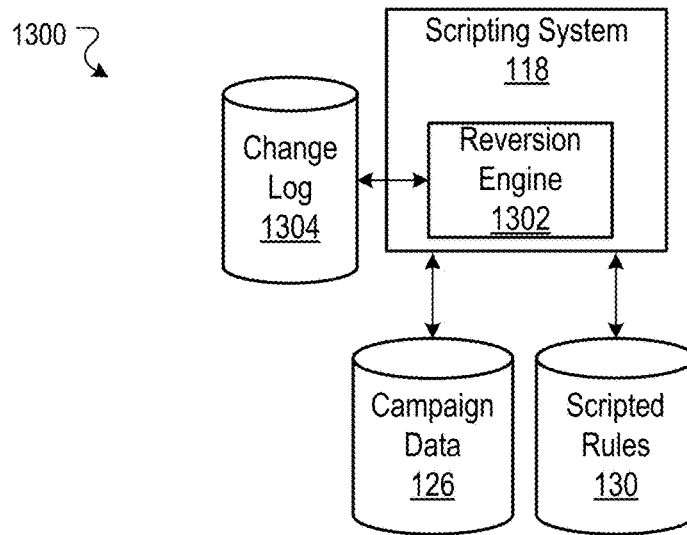 1300
Scripting System
118
Change
Log
1304
Reversion
Engine
1302
Campaign
Data
126
Scripted
Rules
130